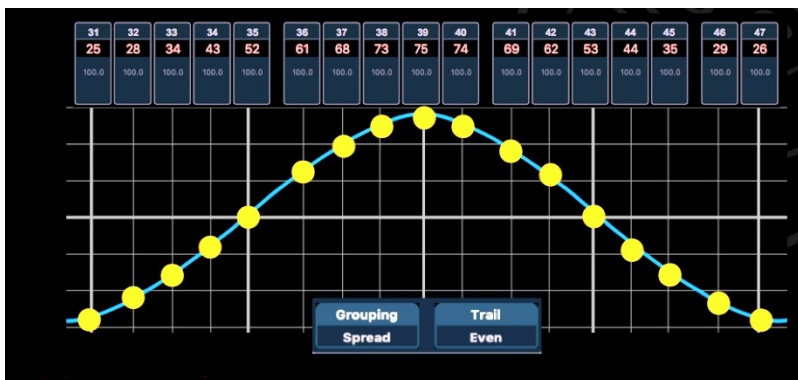 31 32 33 34 35 36 37 38 39 40 41 42 43 44 45 46 47
25 28 34 43 52 61 68 73 75 74 69 62 53 44 35 29 26
100.0 100.0 100.0 100.0 100.0 100.0 100.0 100.0 100.0 100.0 100.0 100.0 100.0 100.0 100.0 100.0 100.0
Grouping Trail
Spread Even